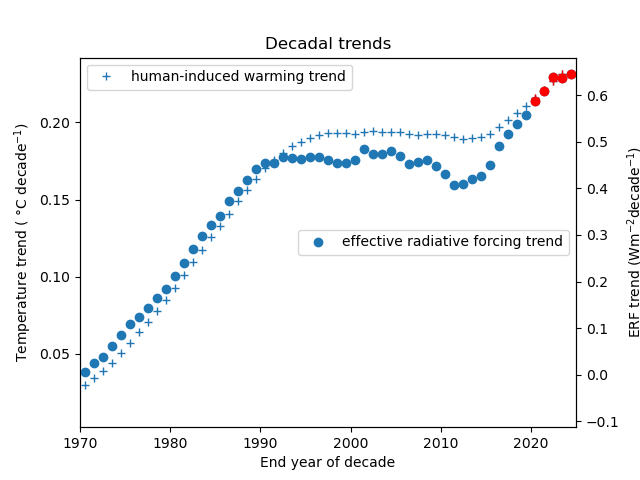 Decadal trends
human-induced warming trend
effective radiative forcing trend
Temperature trend ( °C decade⁻¹)
0.20
0.15
0.10
0.05
ERF trend (Wm⁻²decade⁻¹)
0.6
0.5
0.4
0.3
0.2
0.1
0.0
−0.1
1970 1980 1990 2000 2010 2020
End year of decade